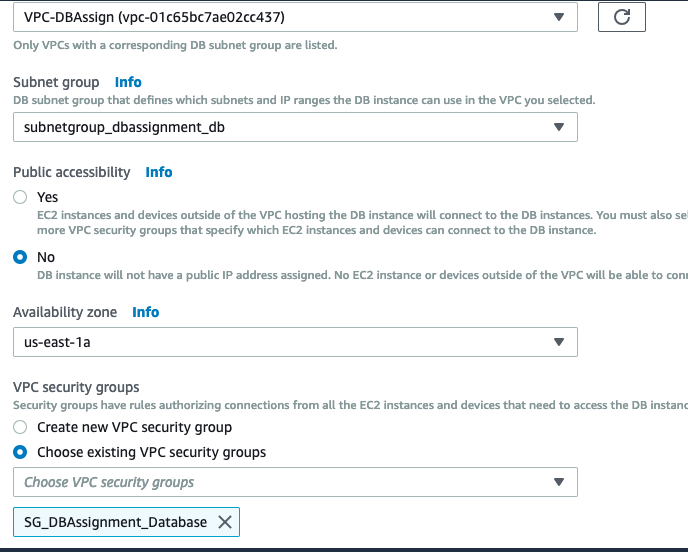 VPC-DBAssign (vpc-01c65bc7ae02cc437)
Only VPCs with a corresponding DB subnet group are listed.
Subnet group Info
DB subnet group that defines which subnets and IP ranges the DB instance can use in the VPC you selected.
subnetgroup_dbassignment_db
Public accessibility Info
Yes
EC2 instances and devices outside of the VPC hosting the DB instance will connect to the DB instances. You must also sel
more VPC security groups that specify which EC2 instances and devices can connect to the DB instance.
No
DB instance will not have a public IP address assigned. No EC2 instance or devices outside of the VPC will be able to conn
Availability zone Info
us-east-1a
VPC security groups
Security groups have rules authorizing connections from all the EC2 instances and devices that need to access the DB instanc
Create new VPC security group
Choose existing VPC security groups
Choose VPC security groups
SG_DBAssignment_Database